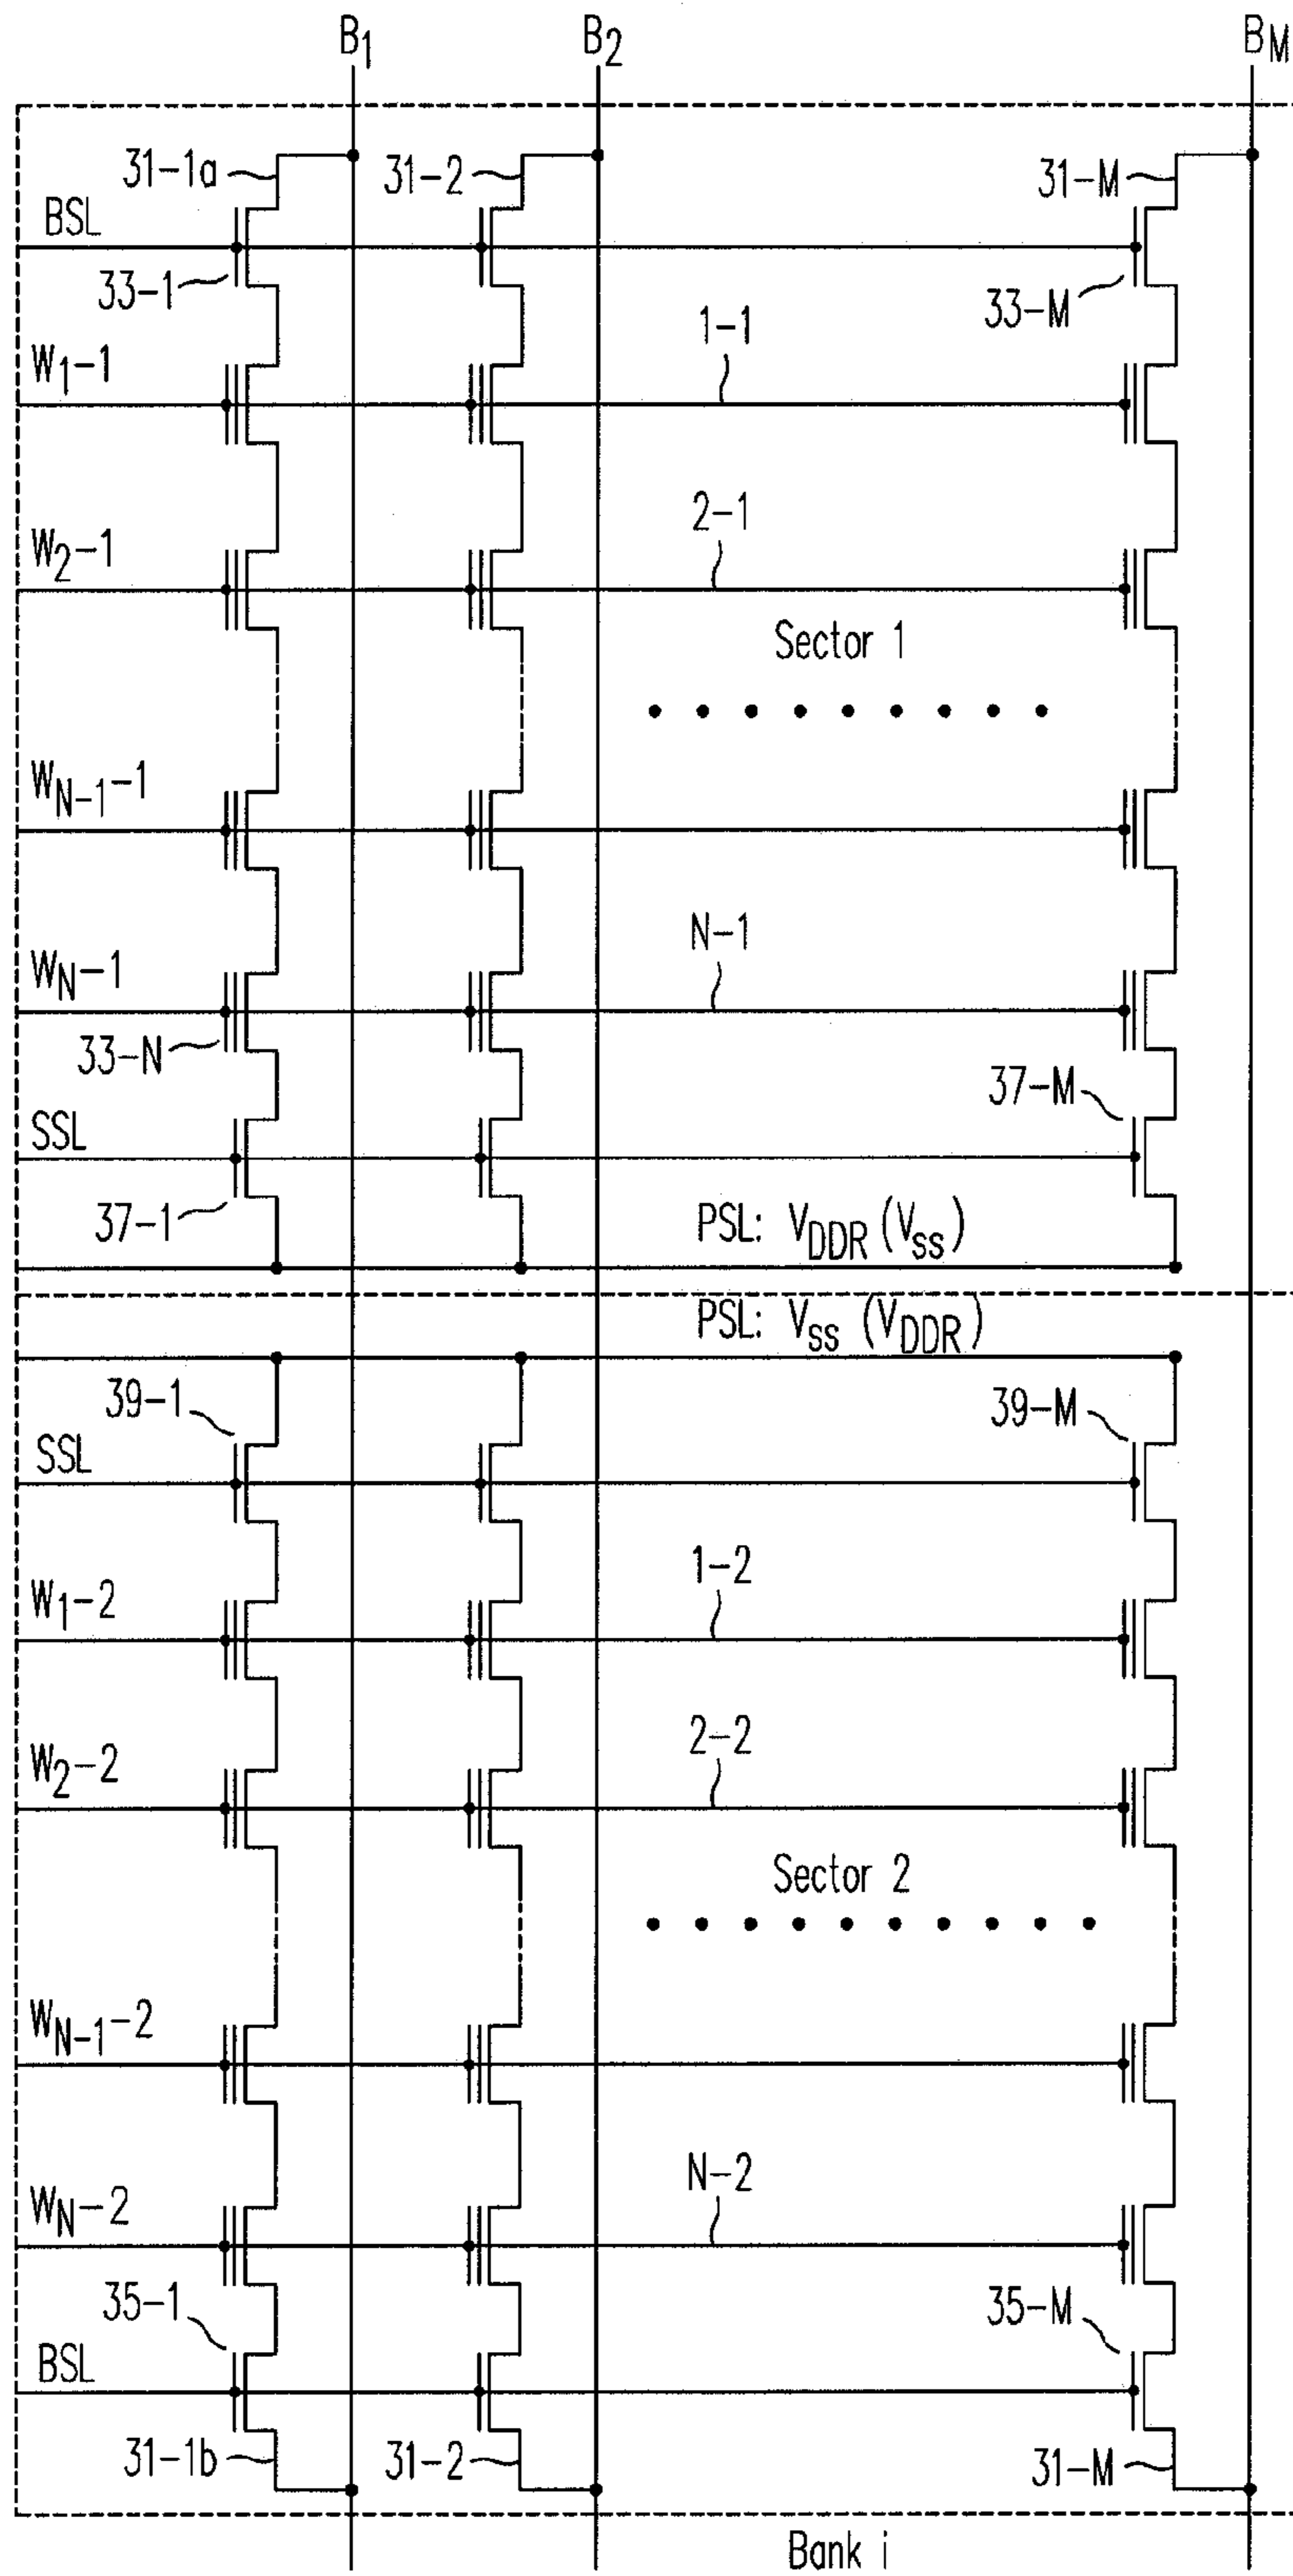 B1 B2 BM
31-1a 31-2 31-M
BSL
33-1 33-M
1-1
W1-1
2-1
W2-1
Sector 1
WN-1-1
N-1
WN-1
33-N
37-M
SSL
37-1
PSL: VDDR (Vss)
PSL: Vss (VDDR)
39-1 39-M
SSL
1-2
W1-2
2-2
W2-2
Sector 2
WN-1-2
N-2
WN-2
35-1 35-M
BSL
31-1b 31-2 31-M
Bank i